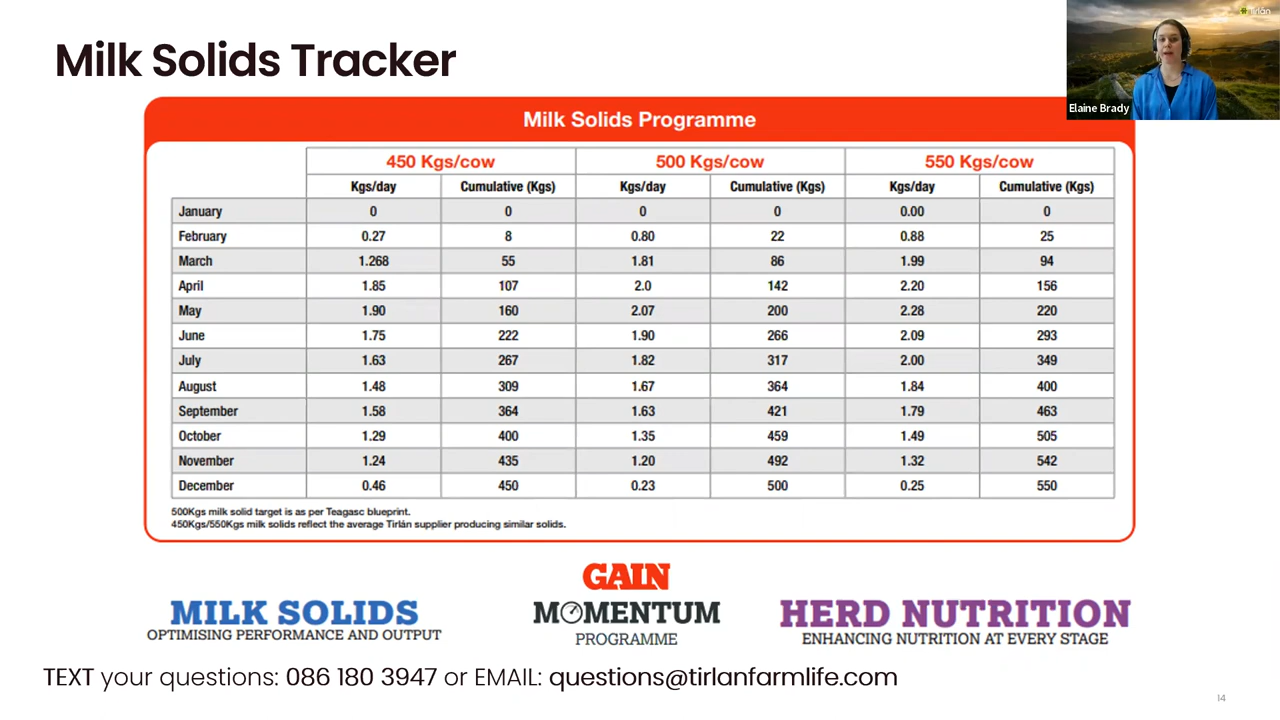 Milk Solids Tracker
Tirlán
Elaine Brady
Milk Solids Programme
450 Kgs/cow 500 Kgs/cow 550 Kgs/cow
Kgs/day Cumulative (Kgs) Kgs/day Cumulative (Kgs) Kgs/day Cumulative (Kgs)
January 0 0 0 0 0.00 0
February 0.27 8 0.80 22 0.88 25
March 1.268 55 1.81 86 1.99 94
April 1.85 107 2.0 142 2.20 156
May 1.90 160 2.07 200 2.28 220
June 1.75 222 1.90 266 2.09 293
July 1.63 267 1.82 317 2.00 349
August 1.48 309 1.67 364 1.84 400
September 1.58 364 1.63 421 1.79 463
October 1.29 400 1.35 459 1.49 505
November 1.24 435 1.20 492 1.32 542
December 0.46 450 0.23 500 0.25 550
500Kgs milk solid target is as per Teagasc blueprint.
450Kgs/550Kgs milk solids reflect the average Tirlán supplier producing similar solids.
MILK SOLIDS
OPTIMISING PERFORMANCE AND OUTPUT
GAIN
MOMENTUM
PROGRAMME
HERD NUTRITION
ENHANCING NUTRITION AT EVERY STAGE
TEXT your questions: 086 180 3947 or EMAIL: questions@tirlanfarmlife.com
14